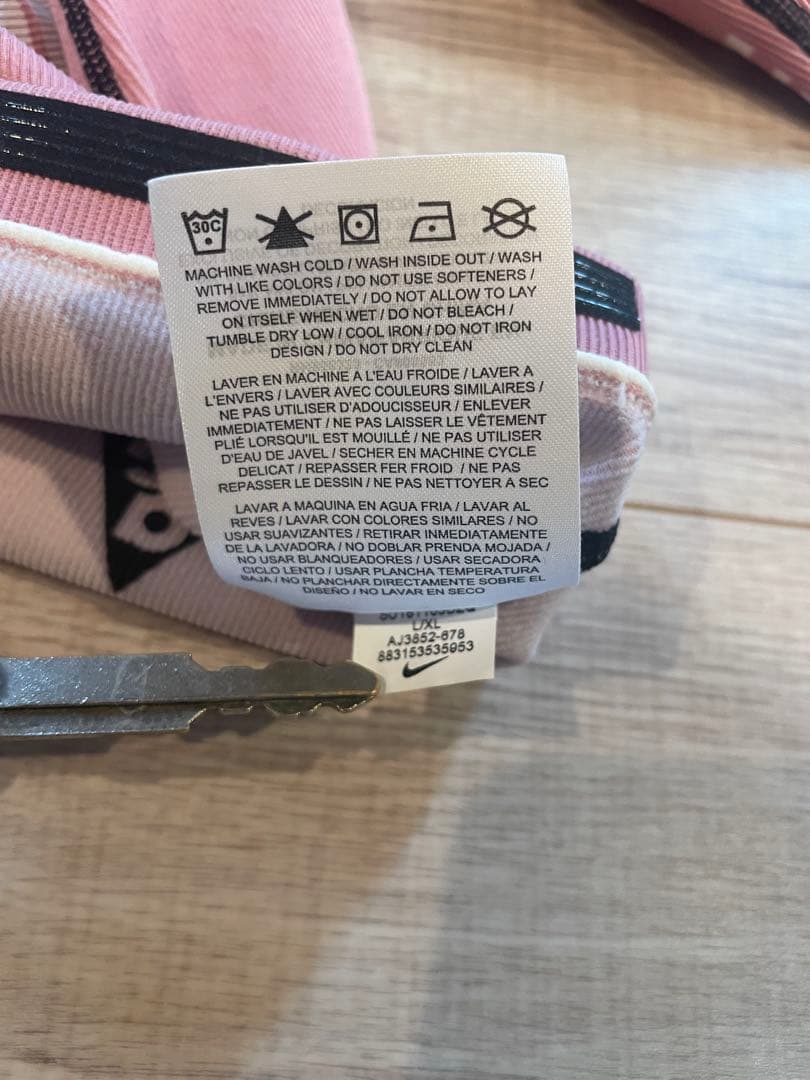 30C
MACHINE WASH COLD / WASH INSIDE OUT / WASH
WITH LIKE COLORS / DO NOT USE SOFTENERS /
REMOVE IMMEDIATELY / DO NOT ALLOW TO LAY
ON ITSELF WHEN WET / DO NOT BLEACH /
TUMBLE DRY LOW / COOL IRON / DO NOT IRON
DESIGN / DO NOT DRY CLEAN
LAVER EN MACHINE A L'EAU FROIDE / LAVER A
L'ENVERS / LAVER AVEC COULEURS SIMILAIRES /
NE PAS UTILISER D'ADOUCISSEUR / ENLEVER
IMMEDIATEMENT / NE PAS LAISSER LE VÊTEMENT
PLIÉ LORSQU'IL EST MOUILLÉ / NE PAS UTILISER
D'EAU DE JAVEL / SECHER EN MACHINE CYCLE
DELICAT / REPASSER FER FROID / NE PAS
REPASSER LE DESSIN / NE PAS NETTOYER A SEC
LAVAR A MAQUINA EN AGUA FRIA / LAVAR AL
REVES / LAVAR CON COLORES SIMILARES / NO
USAR SUAVIZANTES / RETIRAR INMEDIATAMENTE
DE LA LAVADORA / NO DOBLAR PRENDA MOJADA /
NO USAR BLANQUEADORES / USAR SECADORA
CICLO LENTO / USAR PLANCHA TEMPERATURA
BAJA / NO PLANCHAR DIRECTAMENTE SOBRE EL
DISEÑO / NO LAVAR EN SECO
L/XL
AJ3852-678
883153535953